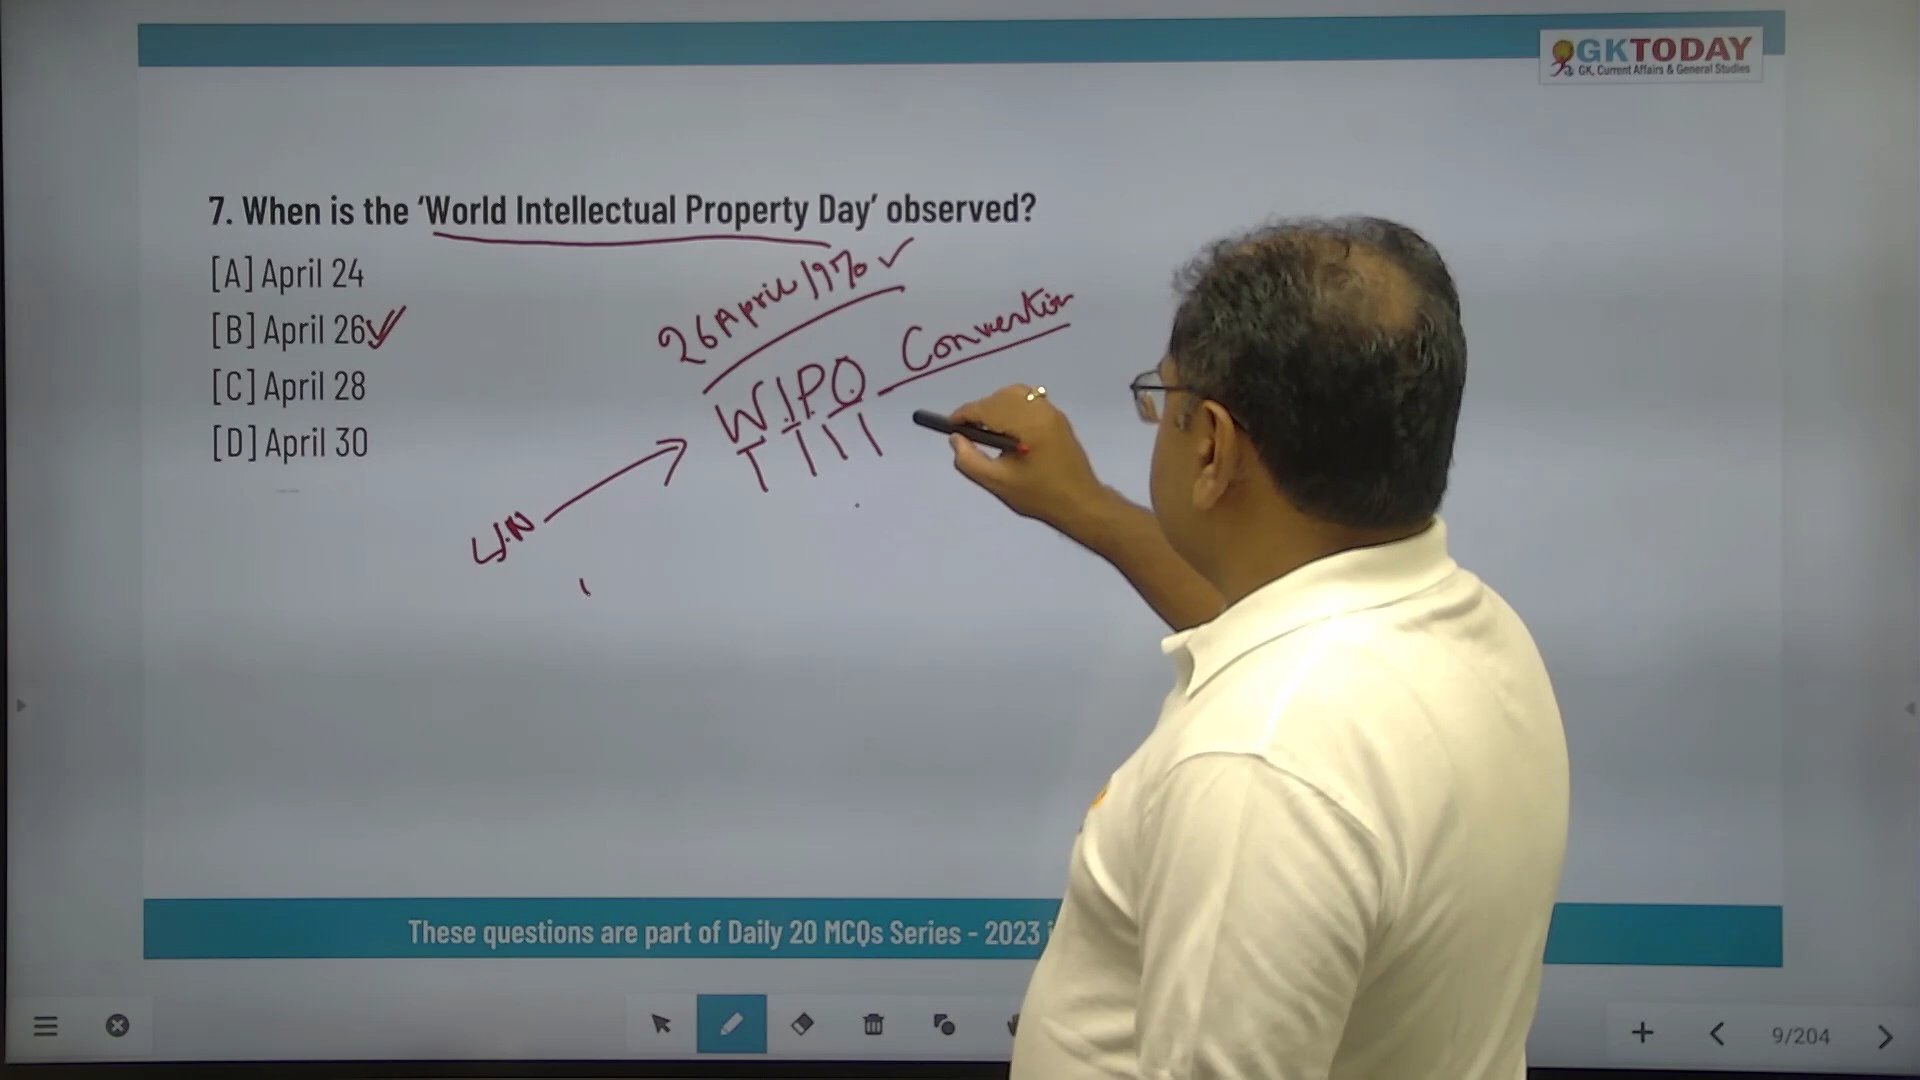 GKTODAY
GK, Current Affairs & General Studies
7. When is the ‘World Intellectual Property Day’ observed?
[A] April 24
[B] April 26
[C] April 28
[D] April 30
26 April 1970
WIPO Convention
U.N
These questions are part of Daily 20 MCQs Series - 2023
9/204